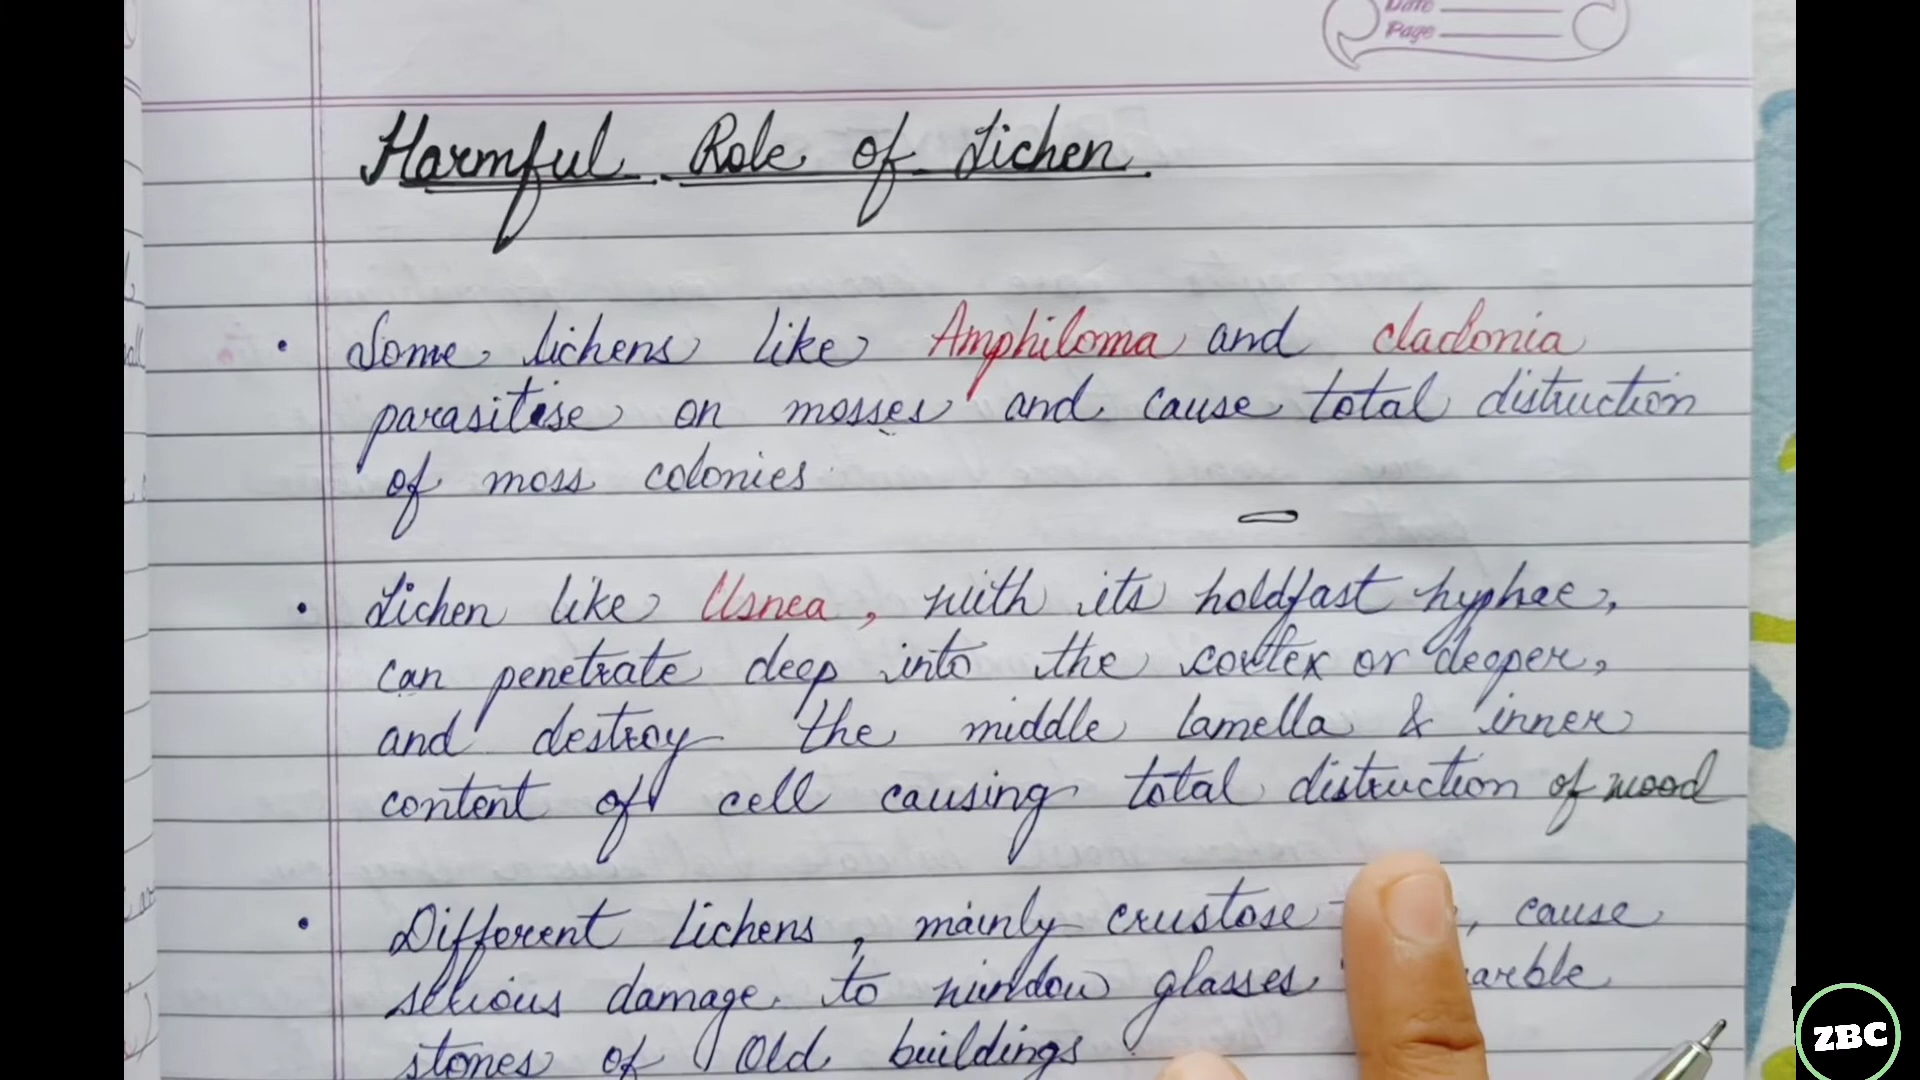 Date
Page
Harmful Role of Lichen
Some lichens like Amphiloma and cladonia
parasitise on mosses and cause total distruction
of moss colonies
Lichen like Usnea, with its holdfast hyphae,
can penetrate deep into the cortex or deeper,
and destroy the middle lamella & inner
content of cell causing total distruction of wood
Different lichens, mainly crustose , cause
serious damage to window glasses arble
stones of old buildings
ZBC